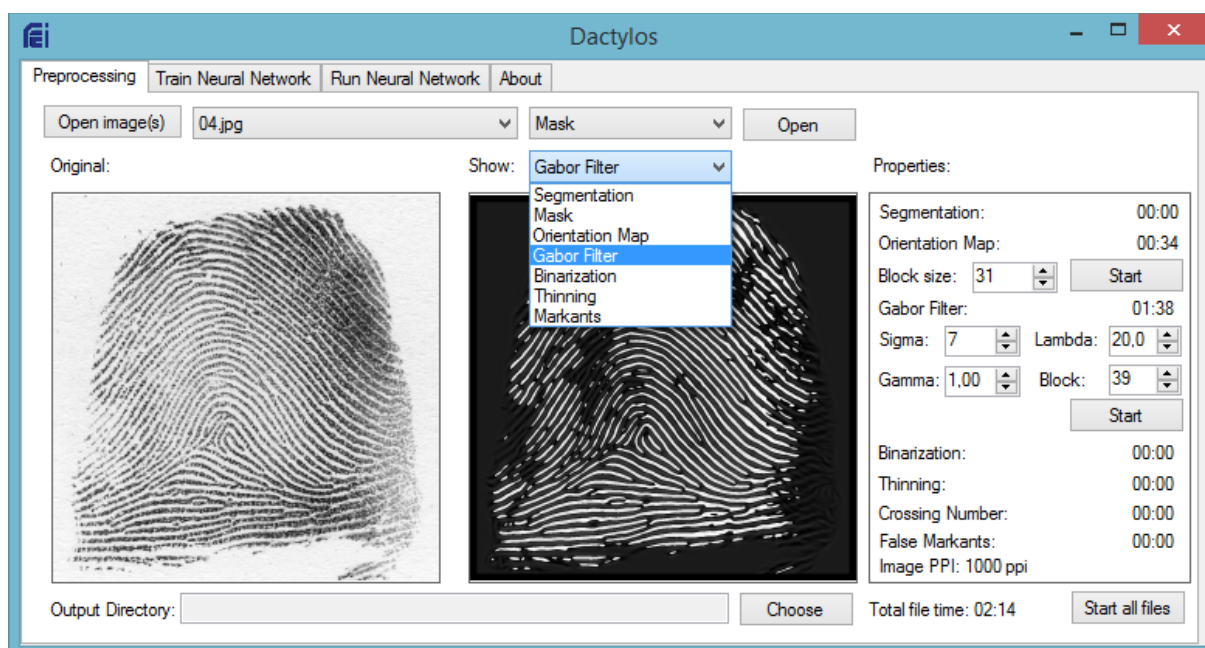 FEI
Dactylos
Preprocessing Train Neural Network Run Neural Network About
Open image(s) 04.jpg Mask Open
Original: Show: Gabor Filter Properties:
Segmentation
Mask
Orientation Map
Gabor Filter
Binarization
Thinning
Markants
Segmentation: 00:00
Orientation Map: 00:34
Block size: 31 Start
Gabor Filter: 01:38
Sigma: 7 Lambda: 20,0
Gamma: 1,00 Block: 39
Start
Binarization: 00:00
Thinning: 00:00
Crossing Number: 00:00
False Markants: 00:00
Image PPI: 1000 ppi
Output Directory: Choose Total file time: 02:14 Start all files